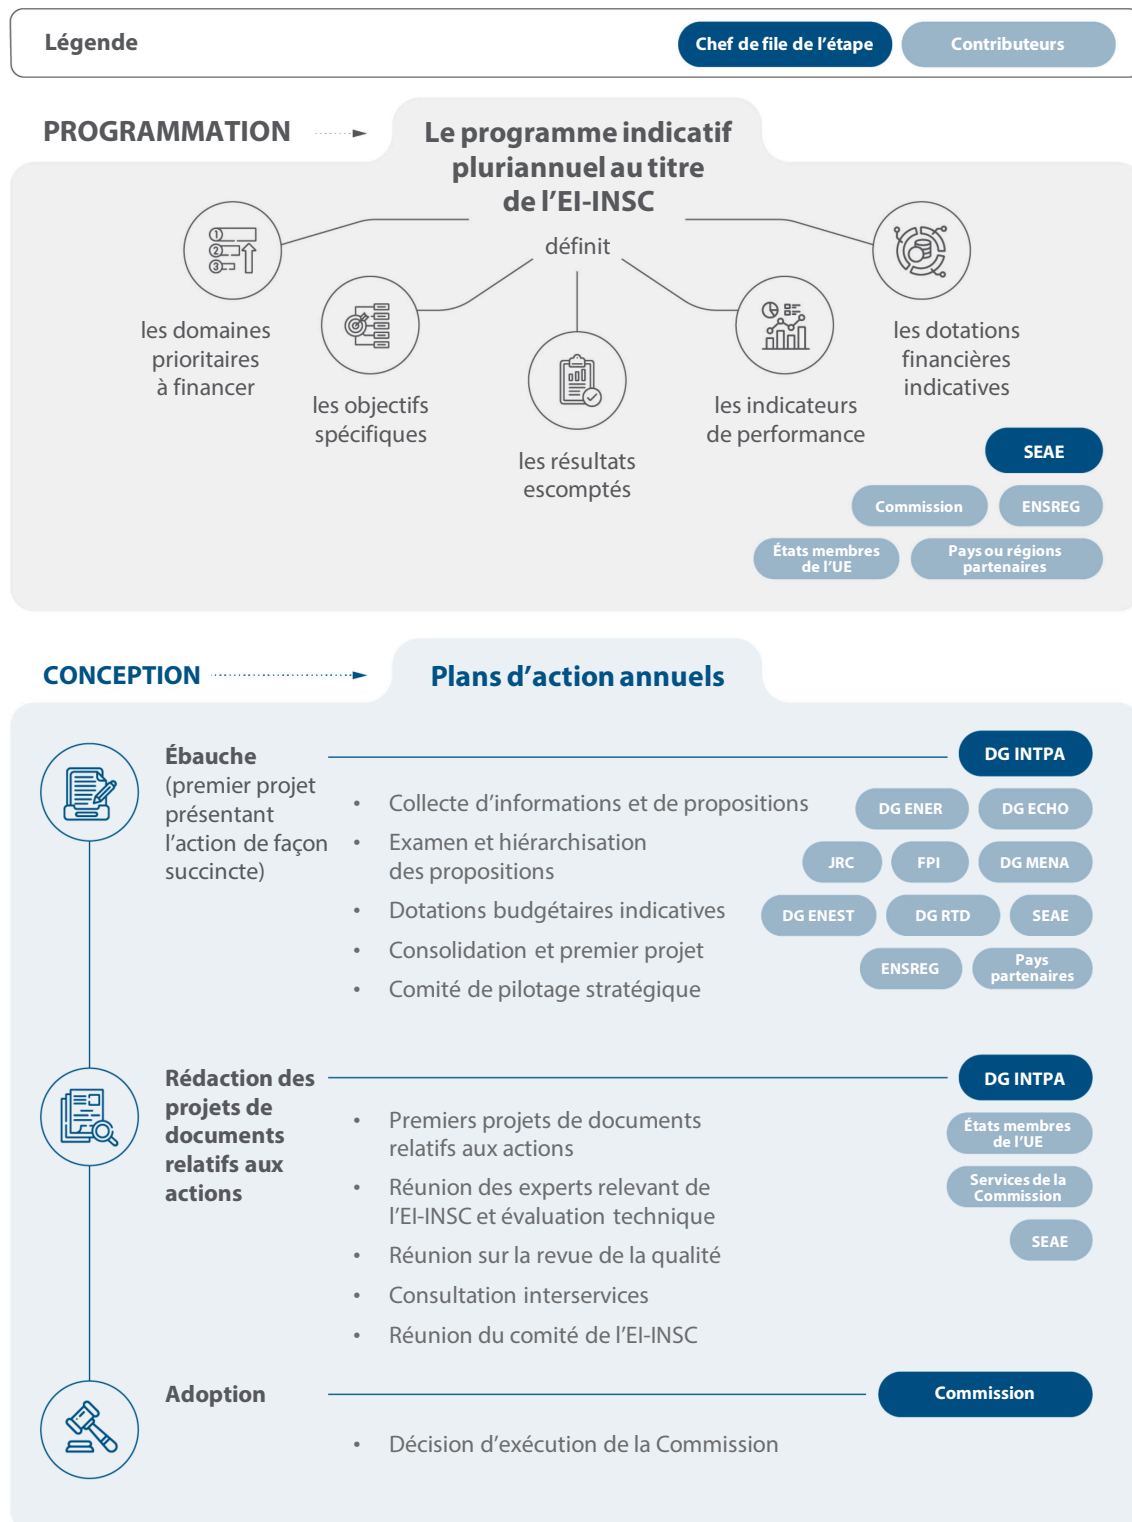 Légende
Chef de file de l'étape
Contributeurs
PROGRAMMATION
Le programme indicatif
pluriannuel au titre
de l'EI-INSC
définit
1
2
3
les domaines
prioritaires
à financer
les objectifs
spécifiques
les résultats
escomptés
les indicateurs
de performance
les dotations
financières
indicatives
SEAE
Commission
ENSREG
États membres
de l'UE
Pays ou régions
partenaires
CONCEPTION
Plans d'action annuels
Ébauche
(premier projet
présentant
l'action de façon
succincte)
• Collecte d'informations et de propositions
• Examen et hiérarchisation
des propositions
• Dotations budgétaires indicatives
• Consolidation et premier projet
• Comité de pilotage stratégique
DG INTPA
DG ENER
DG ECHO
JRC
FPI
DG MENA
DG ENEST
DG RTD
SEAE
ENSREG
Pays
partenaires
Rédaction des
projets de
documents
relatifs aux
actions
• Premiers projets de documents
relatifs aux actions
• Réunion des experts relevant de
l'EI-INSC et évaluation technique
• Réunion sur la revue de la qualité
• Consultation interservices
• Réunion du comité de l'EI-INSC
DG INTPA
États membres
de l'UE
Services de la
Commission
SEAE
Adoption
• Décision d'exécution de la Commission
Commission